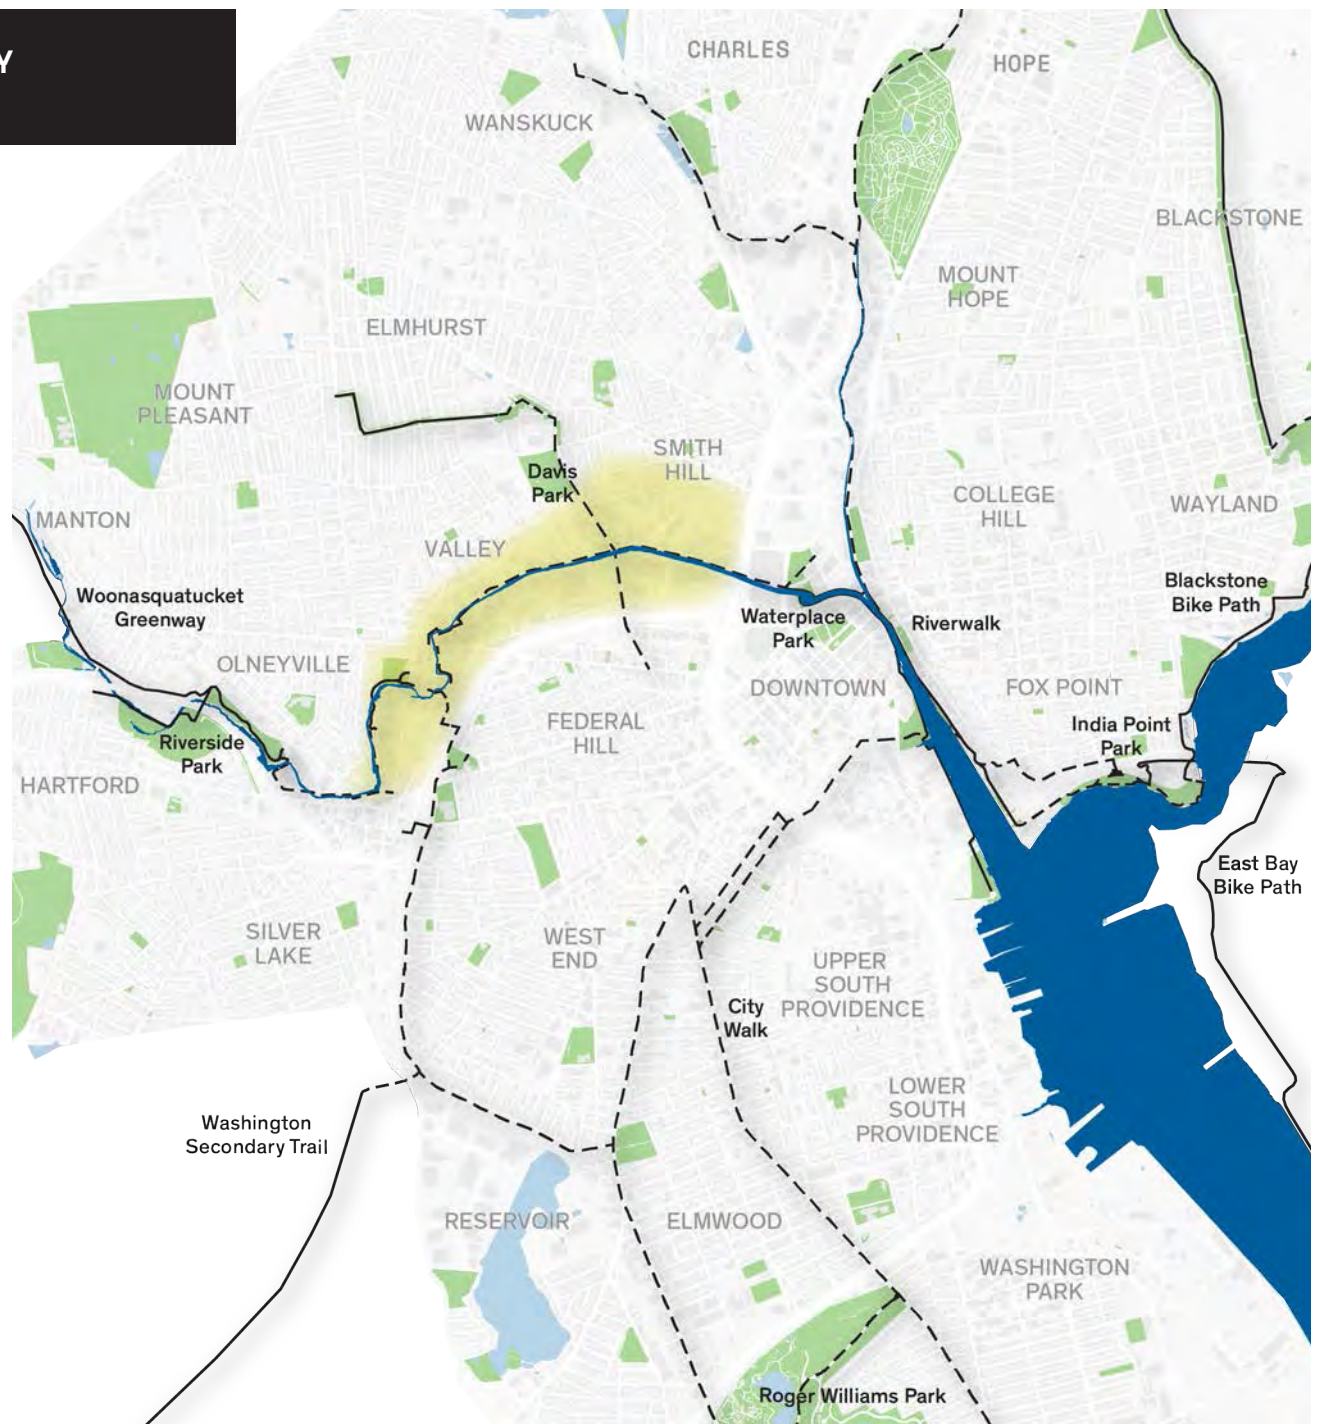 Y
CHARLES
HOPE
WANSKUCK
BLACKSTONE
MOUNT
HOPE
ELMHURST
MOUNT
PLEASANT
SMITH
HILL
Davis
Park
COLLEGE
HILL
WAYLAND
MANTON
VALLEY
Woonasquatucket
Greenway
Blackstone
Bike Path
Waterplace
Park
Riverwalk
OLNEYVILLE
DOWNTOWN
FOX POINT
FEDERAL
HILL
India Point
Park
Riverside
Park
HARTFORD
East Bay
Bike Path
SILVER
LAKE
WEST
END
UPPER
SOUTH
PROVIDENCE
City
Walk
LOWER
SOUTH
PROVIDENCE
Washington
Secondary Trail
RESERVOIR
ELMWOOD
WASHINGTON
PARK
Roger Williams Park